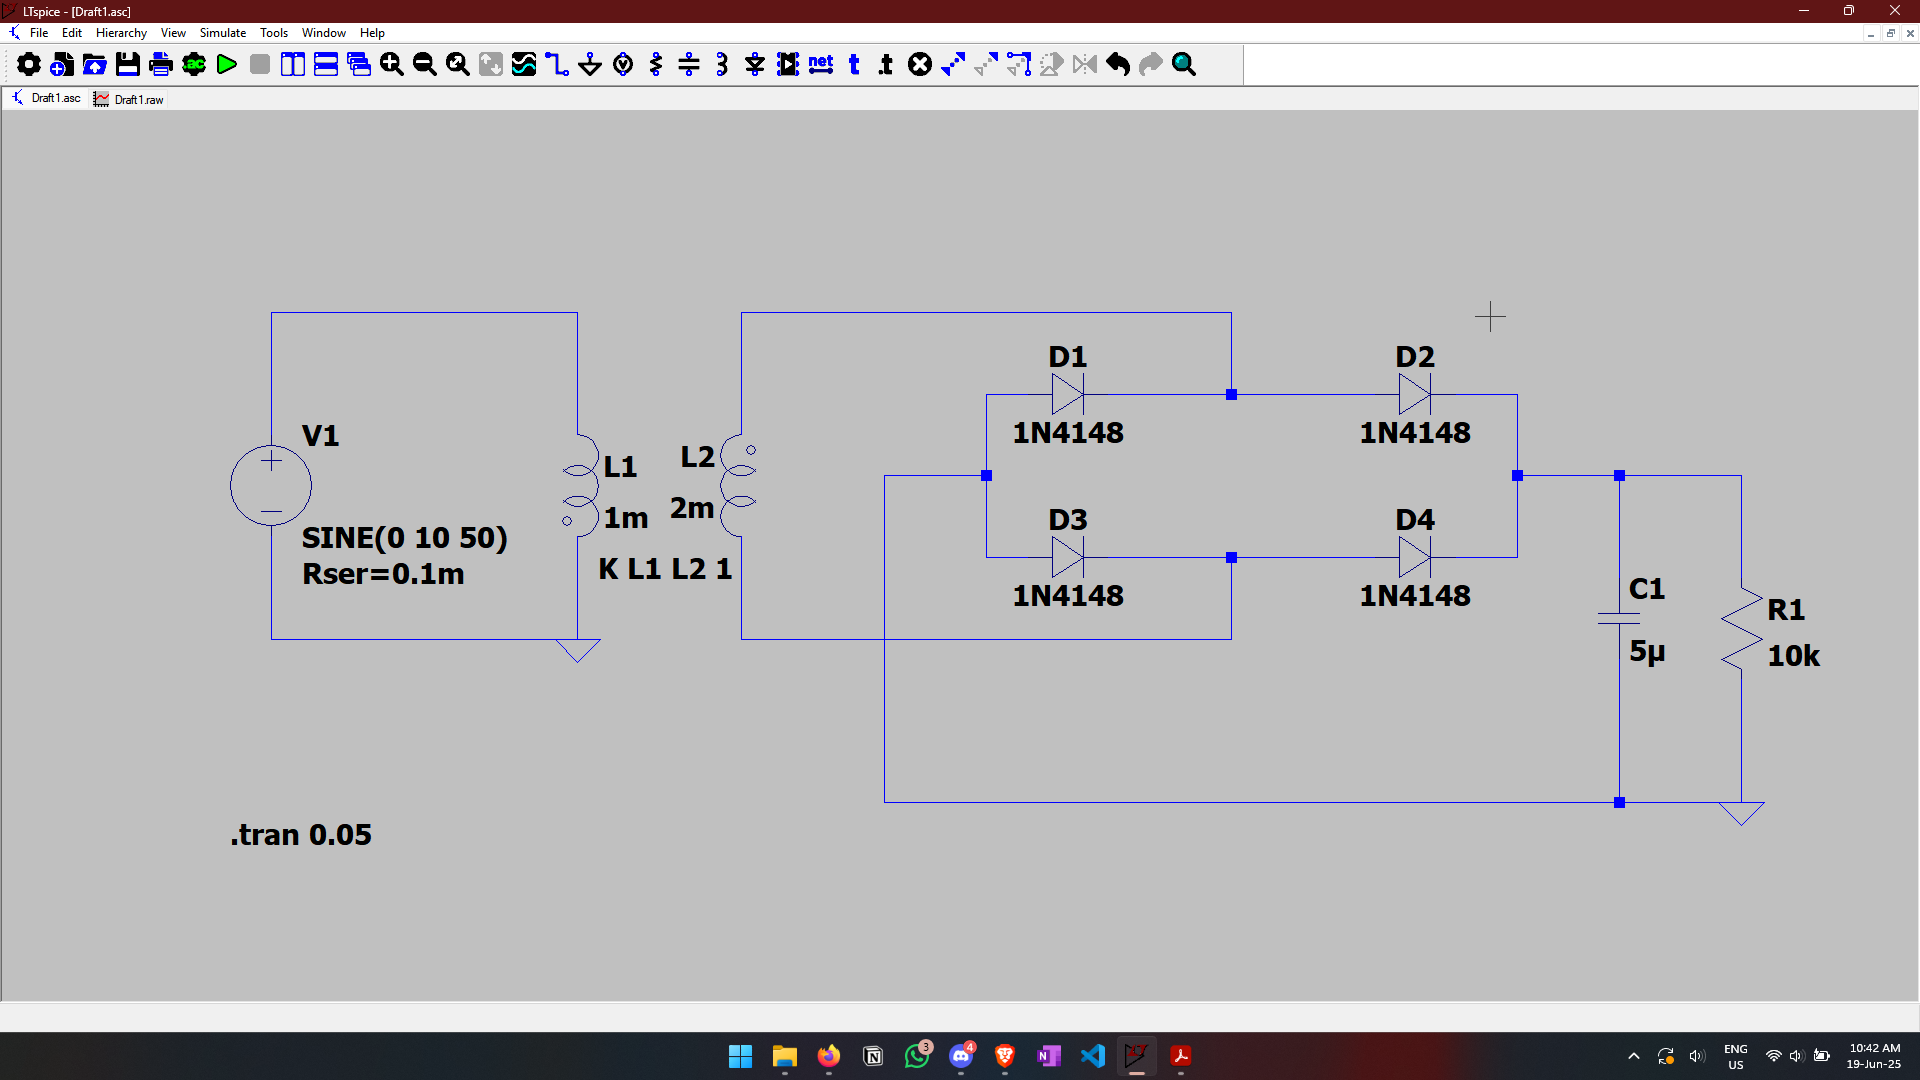 LTspice - [Draft1.asc]
File Edit Hierarchy View Simulate Tools Window Help
ac net t .t
Draft1.asc Draft1.raw
D1 D2
1N4148 1N4148
V1
SINE(0 10 50)
Rser=0.1m
L1
1m
L2
2m
K L1 L2 1
D3 D4
1N4148 1N4148
C1
5µ
R1
10k
.tran 0.05
3
4
ENG
US
10:42 AM
19-Jun-25